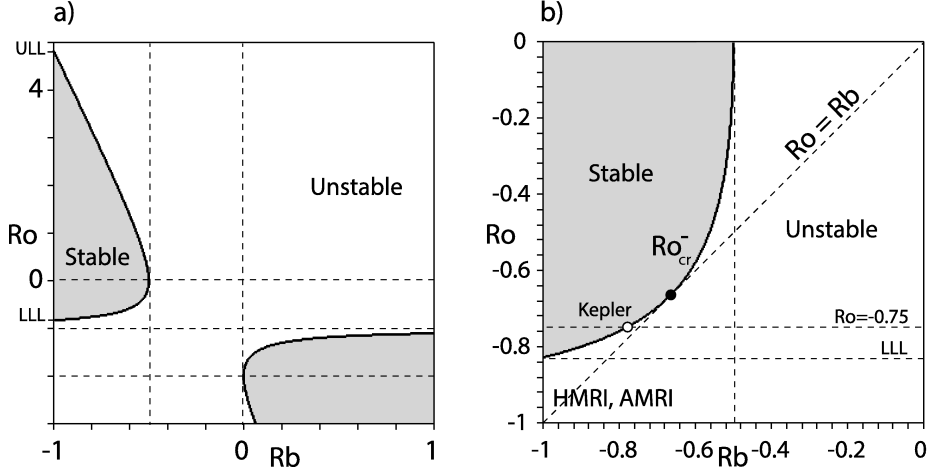 a)
ULL
4
Ro
0
LLL
Stable
Unstable
-1
0
1
Rb
b)
0
-0.2
-0.4
Ro
-0.6
-0.8
-1
Stable
Ro = Rb
Unstable
Ro⁻cr
Kepler
Ro=-0.75
LLL
HMRI, AMRI
-1
-0.8
-0.6
-0.4
-0.2
0
Rb